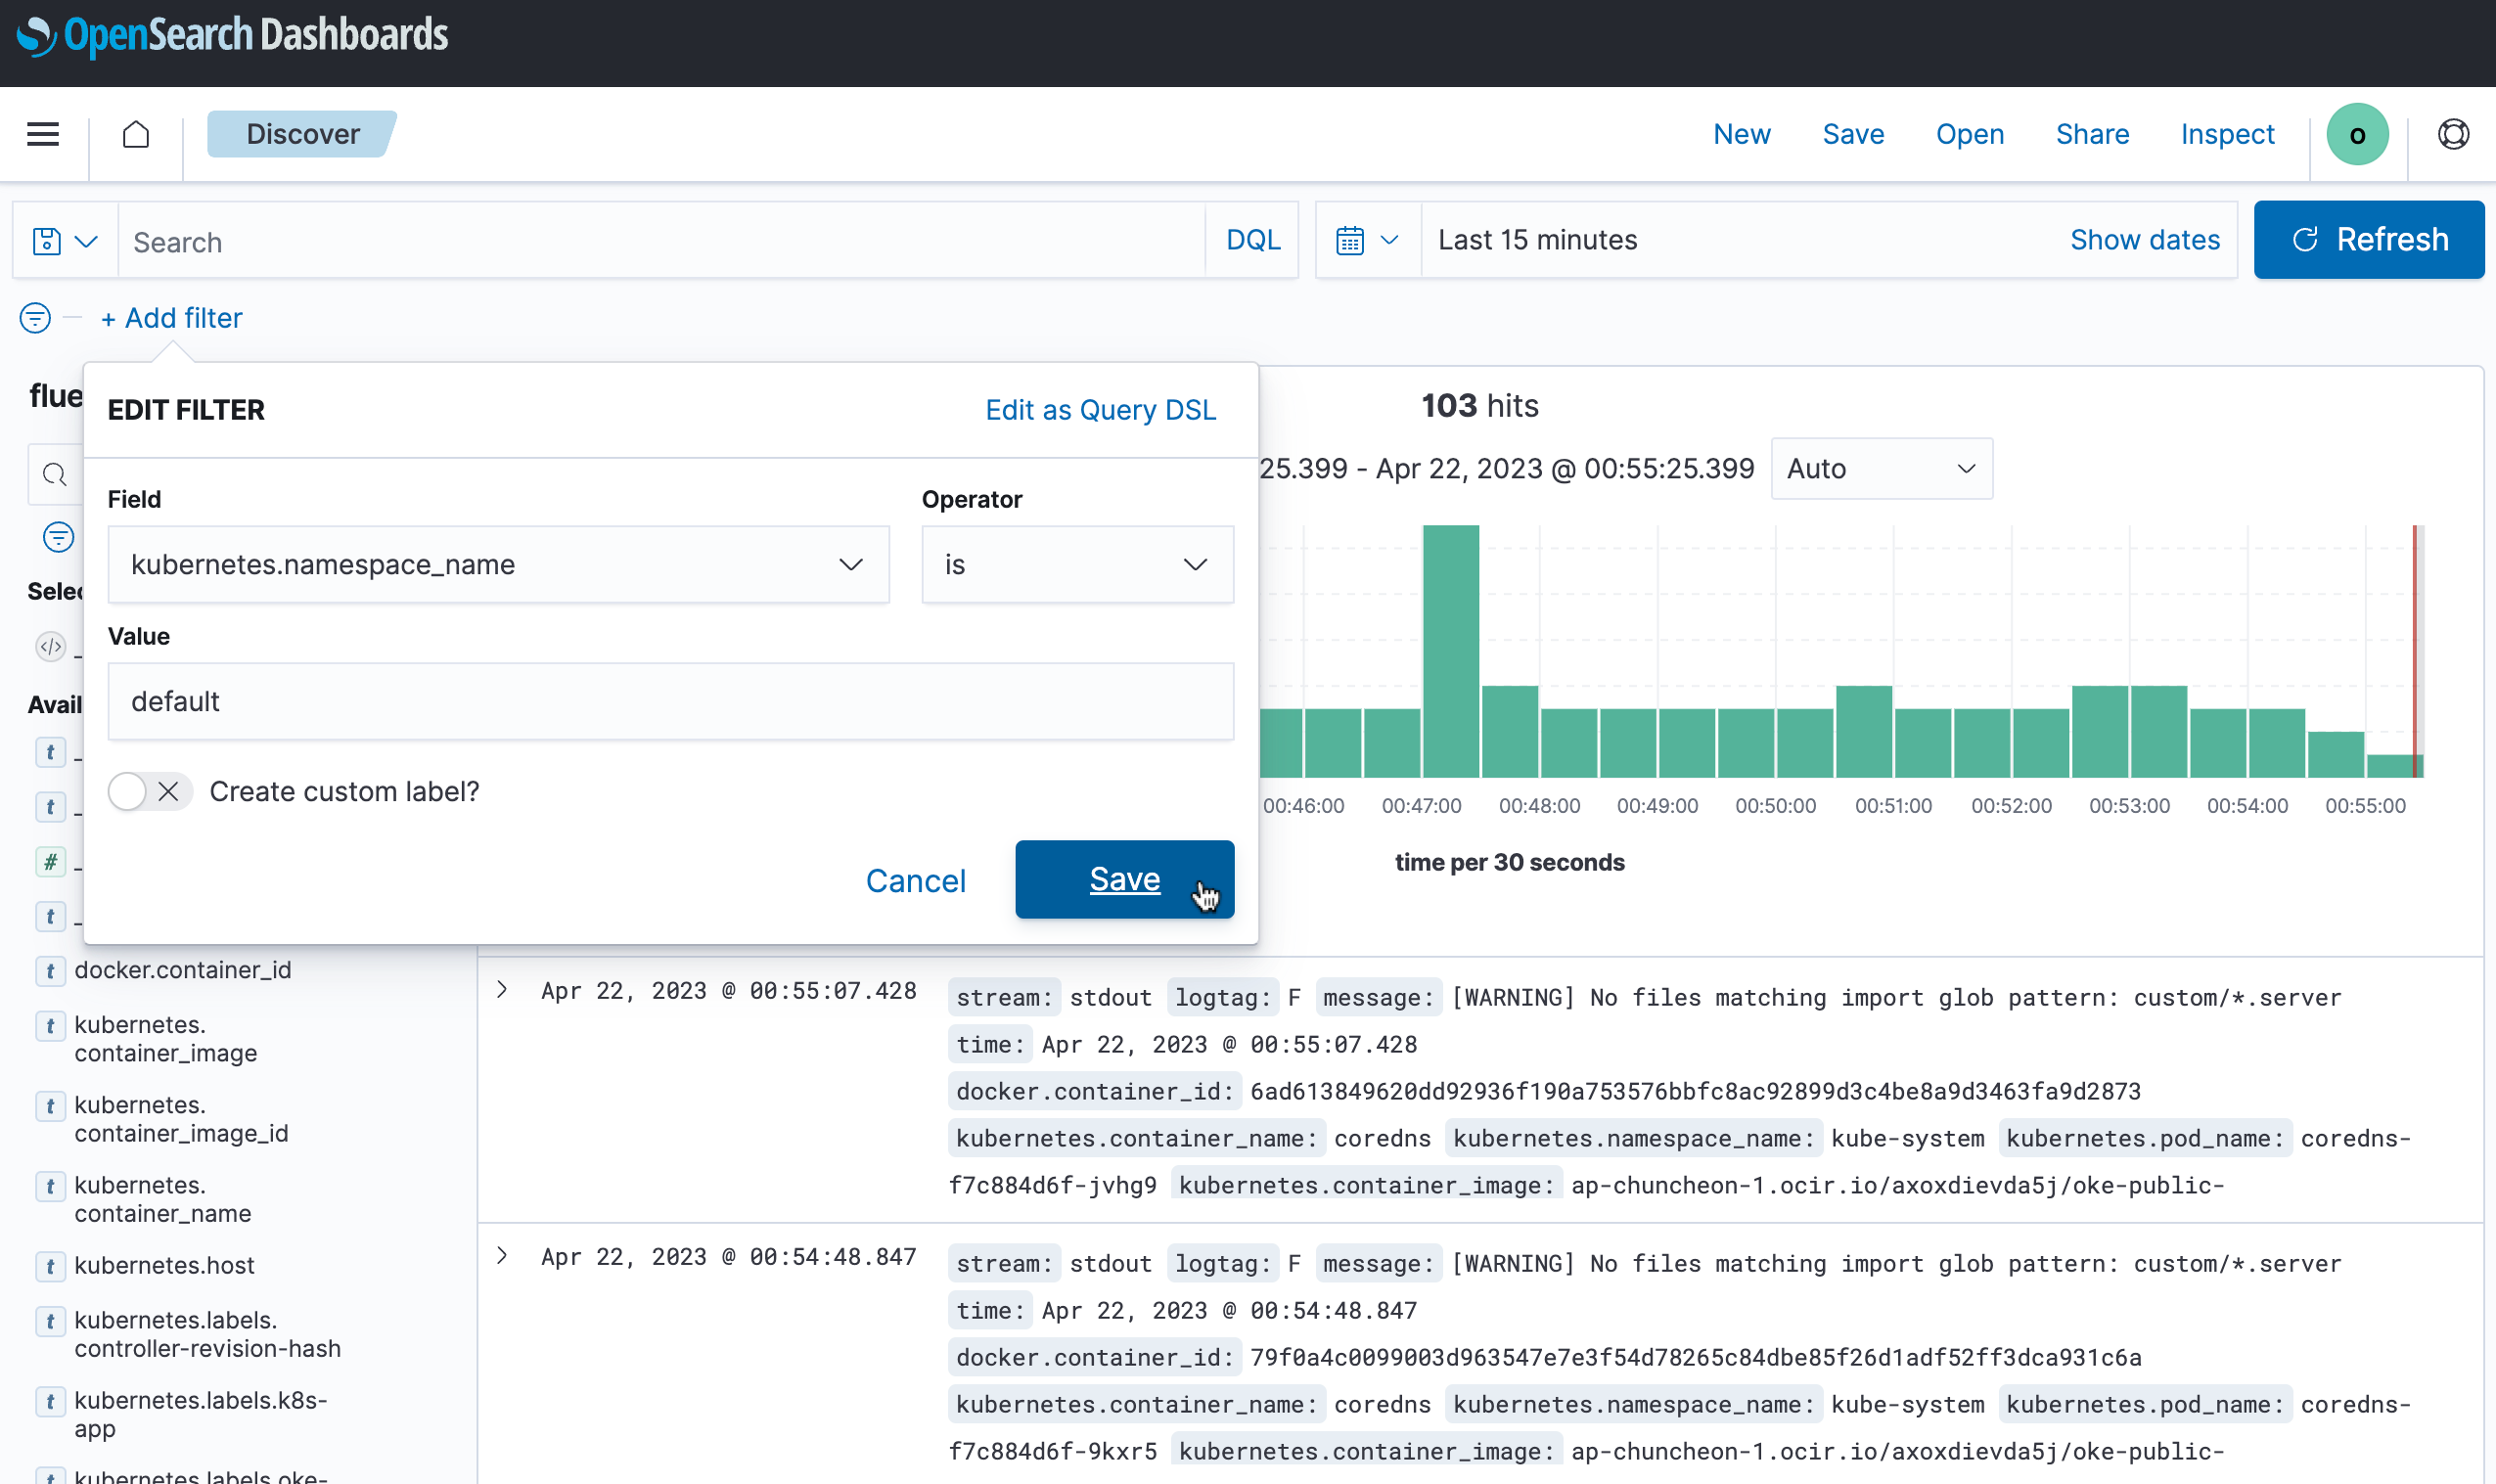 OpenSearch Dashboards
Discover
New Save Open Share Inspect o
Search DQL Last 15 minutes Show dates Refresh
+ Add filter
EDIT FILTER Edit as Query DSL
Field Operator
kubernetes.namespace_name is
Value
default
Create custom label?
Cancel Save
103 hits
25.399 - Apr 22, 2023 @ 00:55:25.399 Auto
00:46:00 00:47:00 00:48:00 00:49:00 00:50:00 00:51:00 00:52:00 00:53:00 00:54:00 00:55:00
time per 30 seconds
flue
Selec
</> _
Avail
t _
t _
# _
t _
t docker.container_id
t kubernetes.
container_image
t kubernetes.
container_image_id
t kubernetes.
container_name
t kubernetes.host
t kubernetes.labels.
controller-revision-hash
t kubernetes.labels.k8s-
app
t kubernetes.labels.oke-
Apr 22, 2023 @ 00:55:07.428
stream: stdout logtag: F message: [WARNING] No files matching import glob pattern: custom/*.server
time: Apr 22, 2023 @ 00:55:07.428
docker.container_id: 6ad613849620dd92936f190a753576bbfc8ac92899d3c4be8a9d3463fa9d2873
kubernetes.container_name: coredns kubernetes.namespace_name: kube-system kubernetes.pod_name: coredns-
f7c884d6f-jvhg9 kubernetes.container_image: ap-chuncheon-1.ocir.io/axoxdievda5j/oke-public-
Apr 22, 2023 @ 00:54:48.847
stream: stdout logtag: F message: [WARNING] No files matching import glob pattern: custom/*.server
time: Apr 22, 2023 @ 00:54:48.847
docker.container_id: 79f0a4c0099003d963547e7e3f54d78265c84dbe85f26d1adf52ff3dca931c6a
kubernetes.container_name: coredns kubernetes.namespace_name: kube-system kubernetes.pod_name: coredns-
f7c884d6f-9kxr5 kubernetes.container_image: ap-chuncheon-1.ocir.io/axoxdievda5j/oke-public-